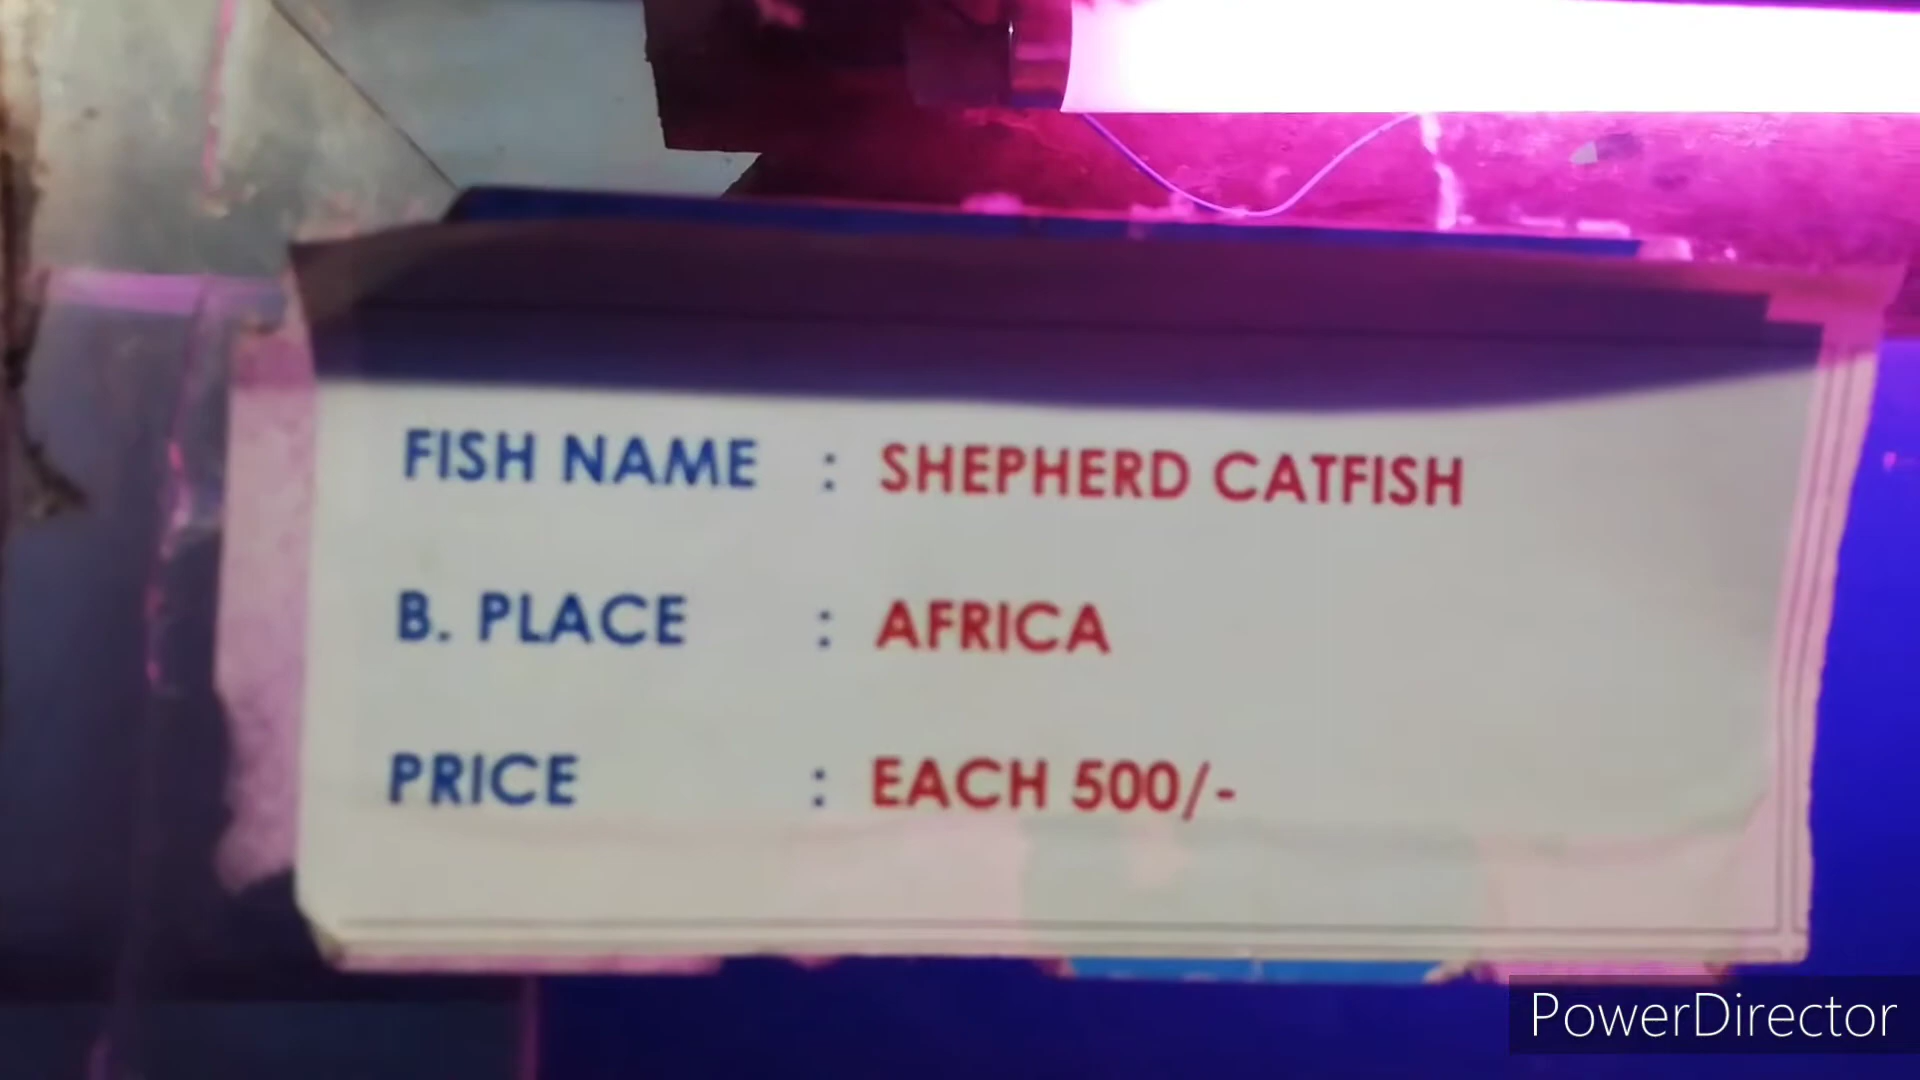 FISH NAME : SHEPHERD CATFISH
B. PLACE : AFRICA
PRICE : EACH 500/-
PowerDirector